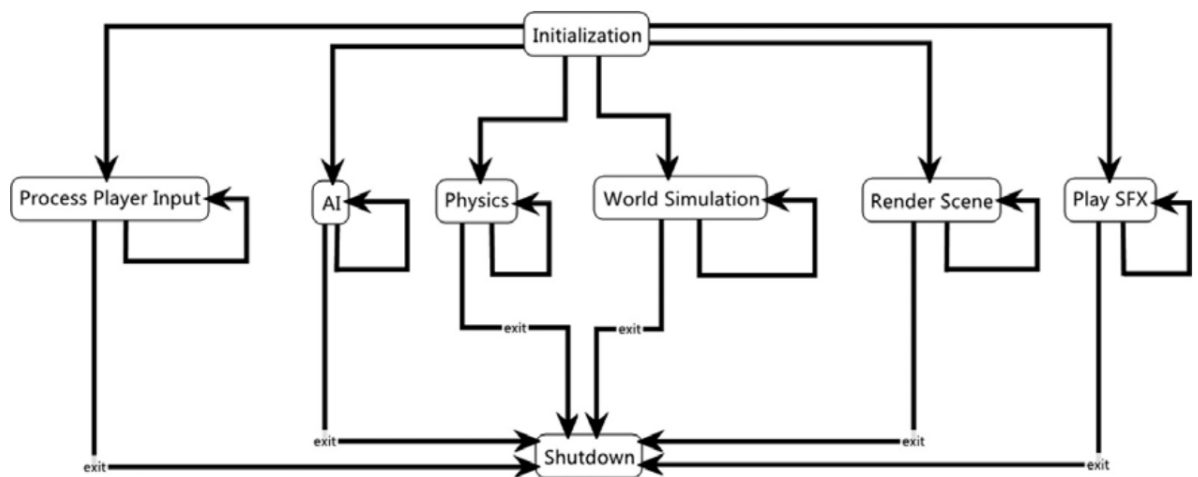 Initialization
Process Player Input
AI
Physics
World Simulation
Render Scene
Play SFX
exit
exit
exit
exit
Shutdown
exit
exit